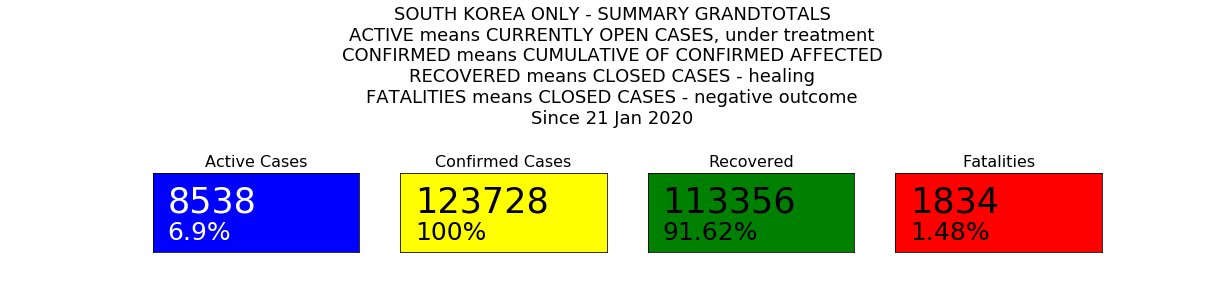 SOUTH KOREA ONLY - SUMMARY GRANDTOTALS
ACTIVE means CURRENTLY OPEN CASES, under treatment
CONFIRMED means CUMULATIVE OF CONFIRMED AFFECTED
RECOVERED means CLOSED CASES - healing
FATALITIES means CLOSED CASES - negative outcome
Since 21 Jan 2020
Active Cases
8538
6.9%
Confirmed Cases
123728
100%
Recovered
113356
91.62%
Fatalities
1834
1.48%